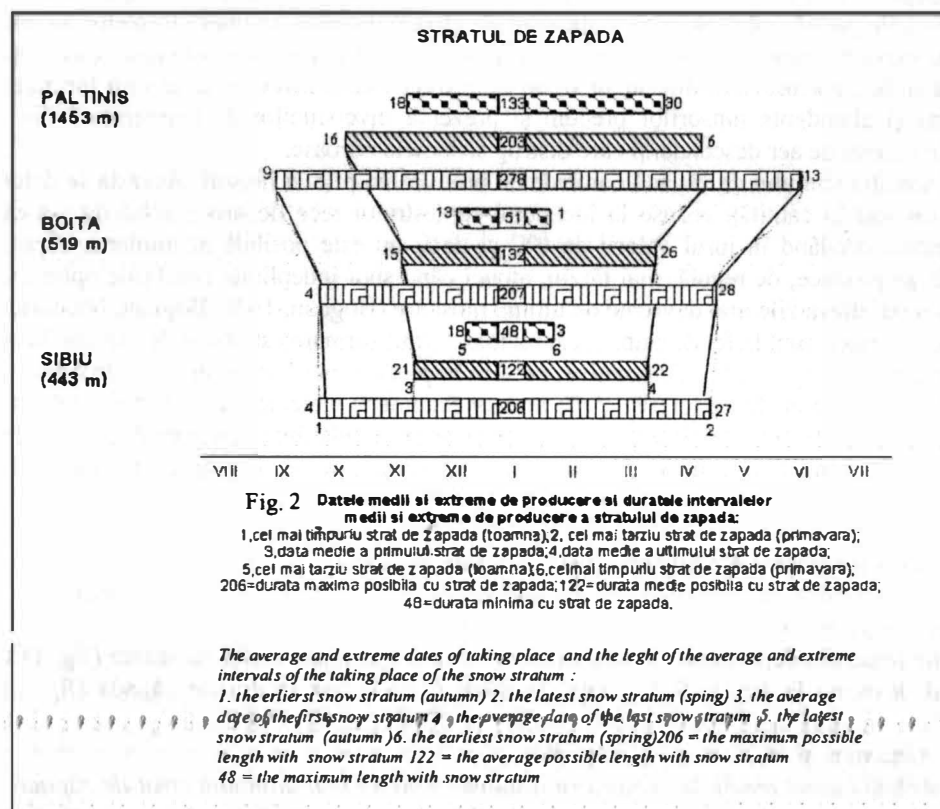 STRATUL DE ZAPADA
PALTINIS
(1453 m)
18 133 30
16 203 6
9 278 13
BOITA
(519 m)
13 51 1
15 132 26
4 207 28
SIBIU
(443 m)
18 48 3
5 6
21 122 22
3 4
4 206 27
1 2
VIII IX X XI XII I II III IV V VI VII
Fig. 2 Datele medii si extreme de producere si duratele intervalelor
medii si extreme de producere a stratului de zapada:
1,cel mai timpuriu strat de zapada (toamna);2, cel mai tarziu strat de zapada (primavara);
3,data medie a primului strat de zapada;4,data medie a ultimului strat de zapada;
5,cel mai tarziu strat de zapada (toamna);6,celmai timpuriu strat de zapada (primavara);
206=durata maxima posibila cu strat de zapada;122=durata medie posibila cu strat de zapada;
48=durata minima cu strat de zapada.
The average and extreme dates of taking place and the leght of the average and extreme
intervals of the taking place of the snow stratum :
1. the earliest snow stratum (autumn) 2. the latest snow stratum (spring) 3. the average
date of the first snow stratum 4 . the average date of the last snow stratum 5. the latest
snow stratum (autumn )6. the earliest snow stratum (spring)206 = the maximum possible
length with snow stratum 122 = the average possible length with snow stratum
48 = the maximum length with snow stratum